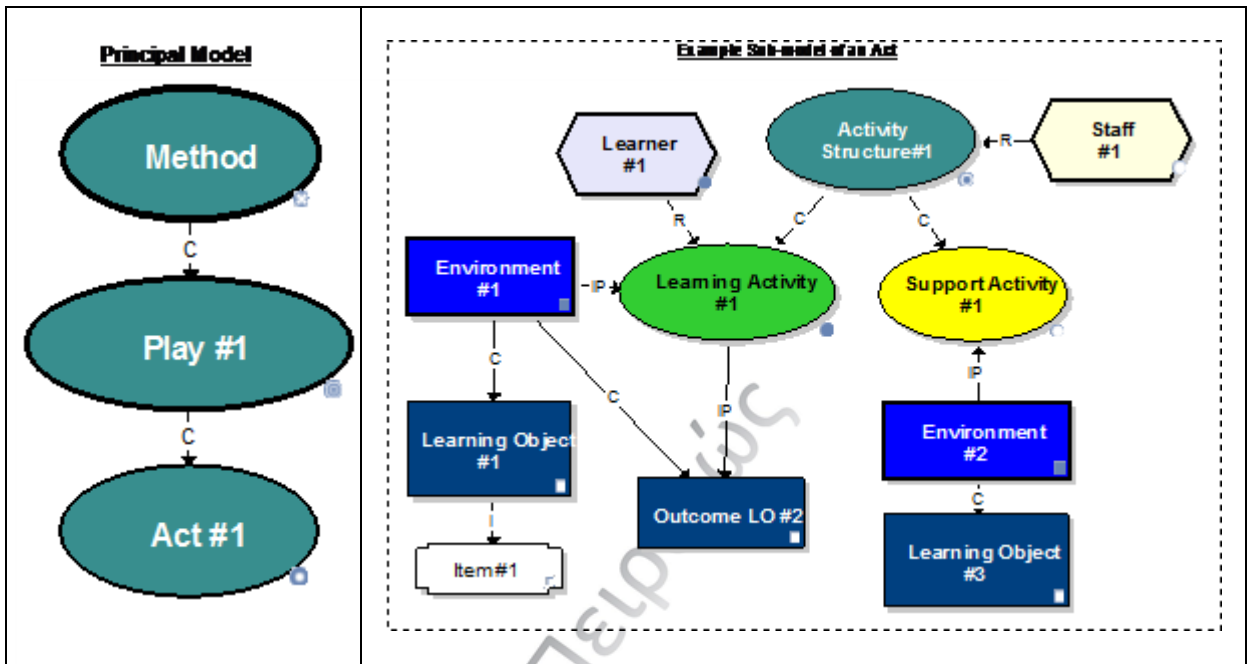 Principal Model
Method
C
Play #1
C
Act #1
Example Sub-model of an Act
Learner
#1
Activity
Structure#1
R
Staff
#1
R
C
C
Environment
#1
IP
Learning Activity
#1
Support Activity
#1
C
C
IP
IP
Learning Object
#1
Outcome LO #2
Environment
#2
I
C
Item#1
Learning Object
#3